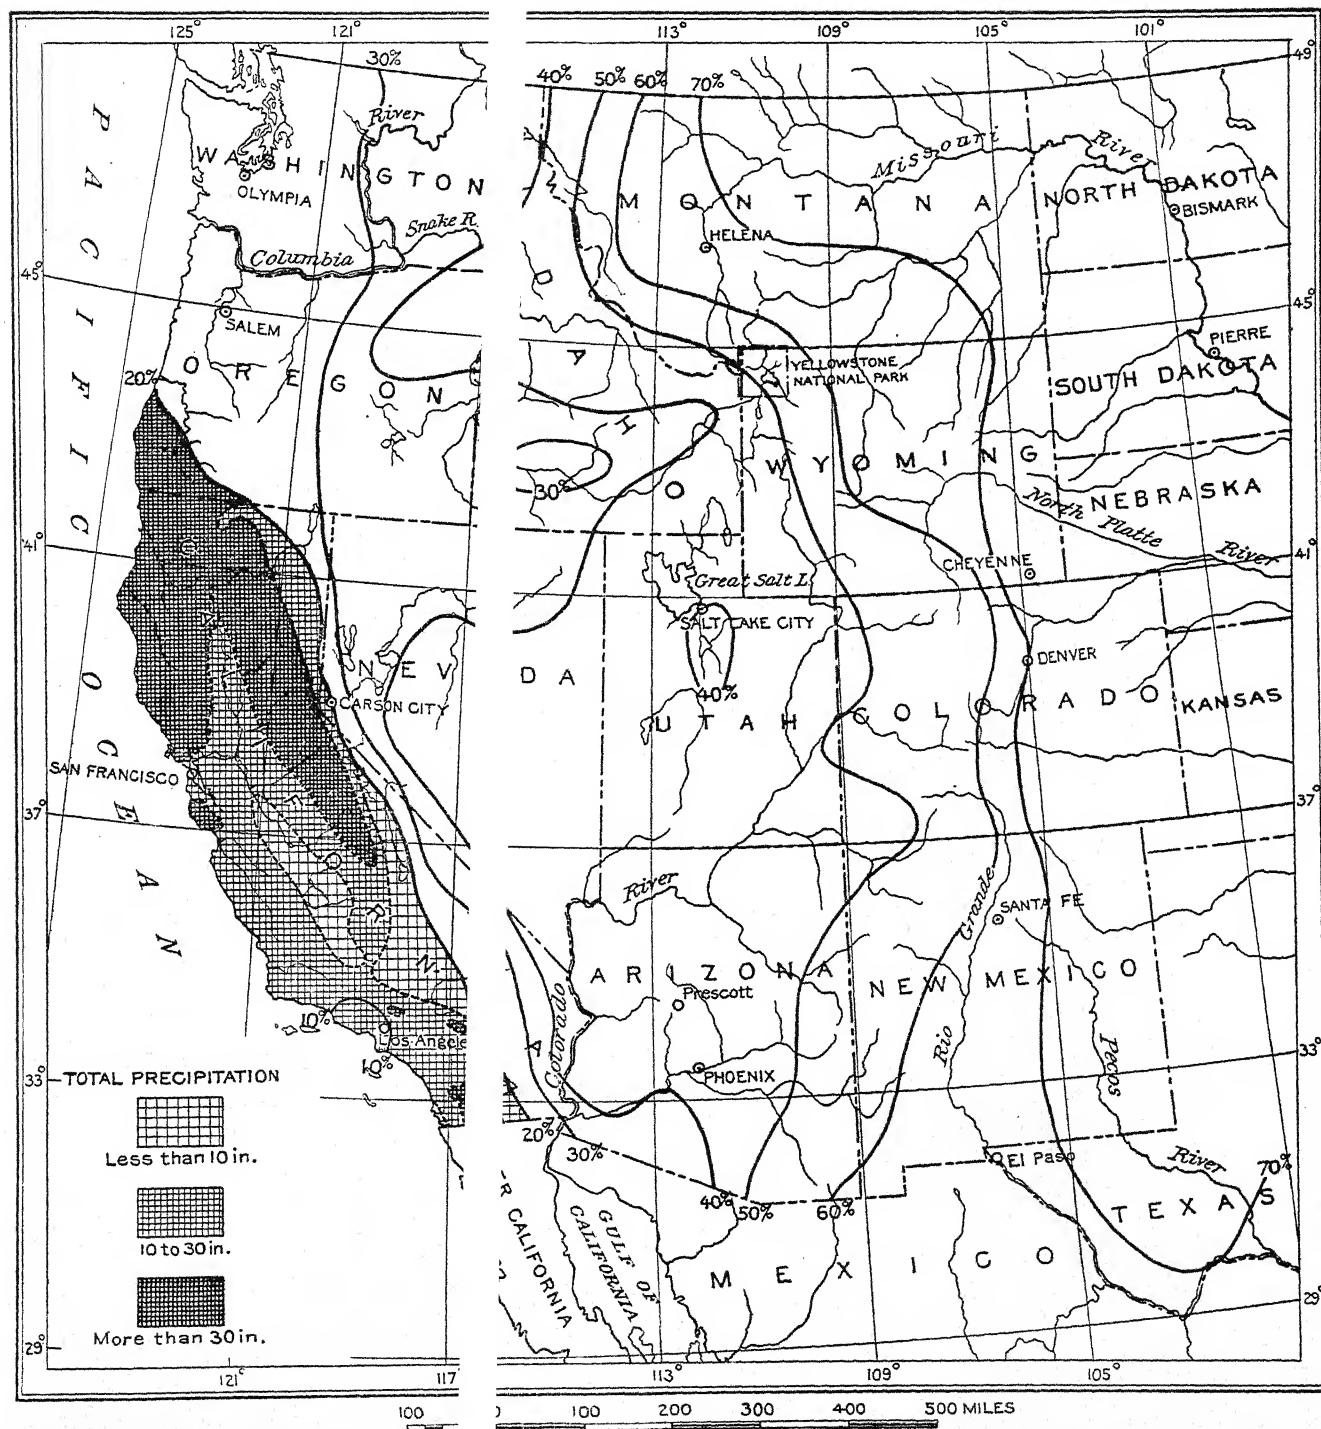 125°
121°
113°
109°
105°
101°
49°
30%
40%
50%
60%
70%
River
Missouri
River
WASHINGTON
OLYMPIA
MONTANA
NORTH DAKOTA
BISMARK
Snake R.
HELENA
Columbia
45°
45°
SALEM
PIERRE
YELLOWSTONE
NATIONAL PARK
20%
OREGON
D A H O
SOUTH DAKOTA
WYOMING
30%
NEBRASKA
North Platte River
41°
41°
CHEYENNE
Great Salt L.
SALT LAKE CITY
DENVER
NEV
DA
40%
CARSON CITY
UTAH
COLORADO
KANSAS
PACIFIC OCEAN
CALIFORN
A
SAN FRANCISCO
37°
37°
River
Grande
SANTA FE
ARIZONA
NEW MEXICO
Prescott
10%
Los Angele
Colorado
Rio
Pecos
33°
33°
PHOENIX
TOTAL PRECIPITATION
Less than 10 in.
10 to 30 in.
More than 30 in.
20%
30%
40%
50%
60%
El Paso
River
70%
TEXAS
R CALIFORNIA
GULF OF
CALIFORNIA
MEXICO
29°
29°
121°
117
113°
109°
105°
100
100
200
300
400
500 MILES